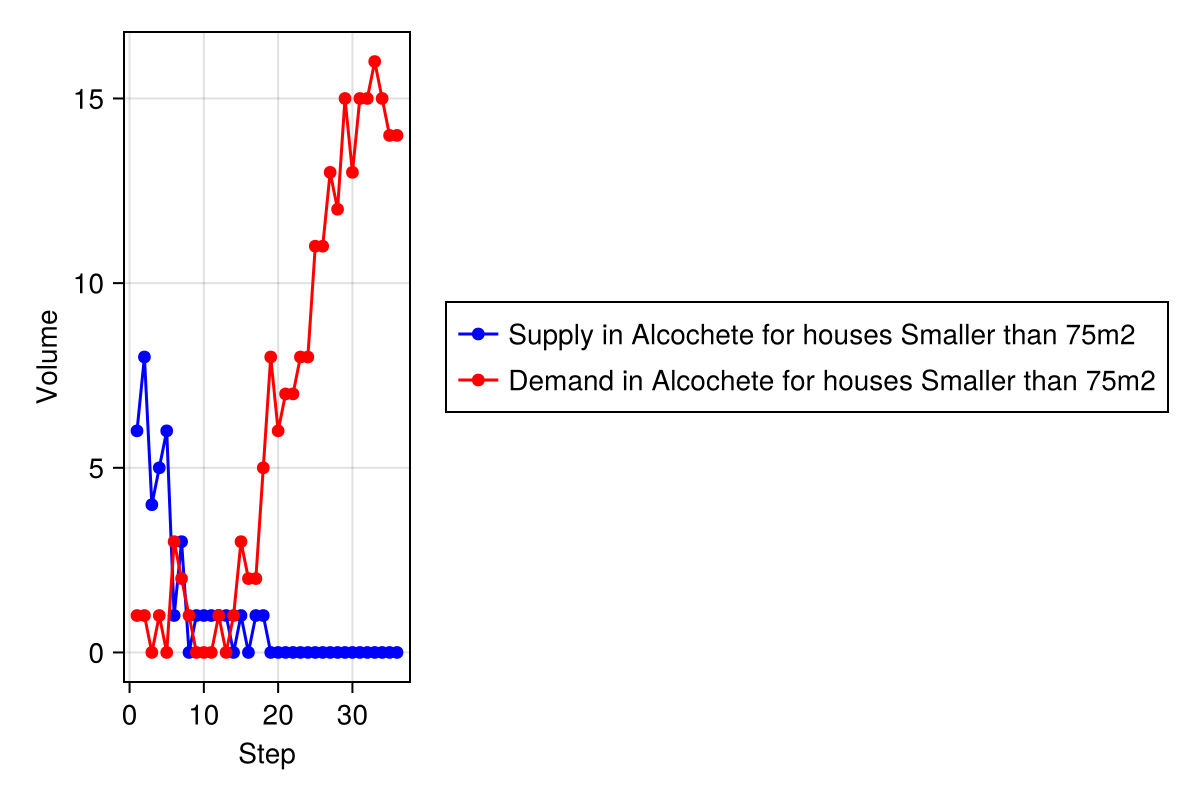 Volume
15
10
5
0
0 10 20 30
Step
Supply in Alcochete for houses Smaller than 75m2
Demand in Alcochete for houses Smaller than 75m2